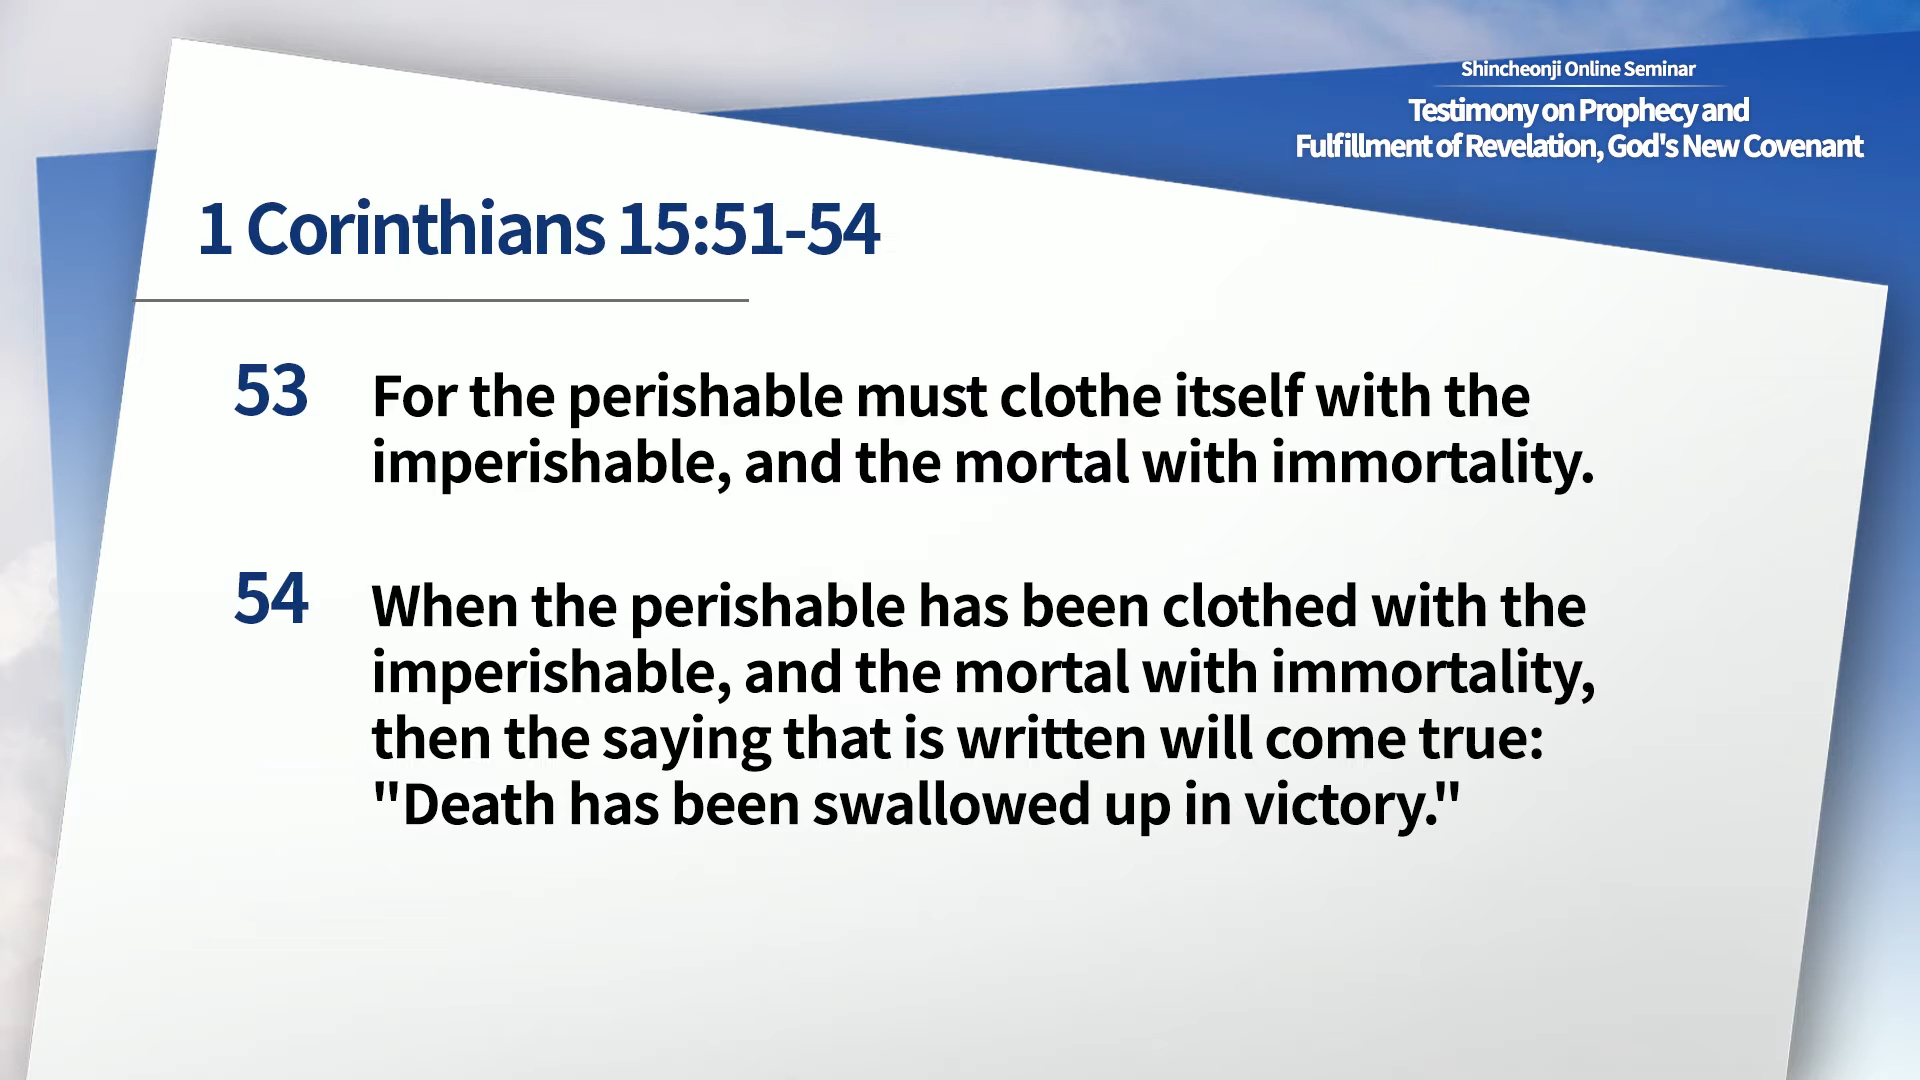 Shincheonji Online Seminar
Testimony on Prophecy and
Fulfillment of Revelation, God's New Covenant
1 Corinthians 15:51-54
53 For the perishable must clothe itself with the
imperishable, and the mortal with immortality.
54 When the perishable has been clothed with the
imperishable, and the mortal with immortality,
then the saying that is written will come true:
"Death has been swallowed up in victory."